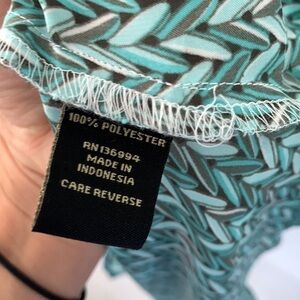 100% POLYESTER
RN136994
MADE IN
INDONESIA
CARE REVERSE